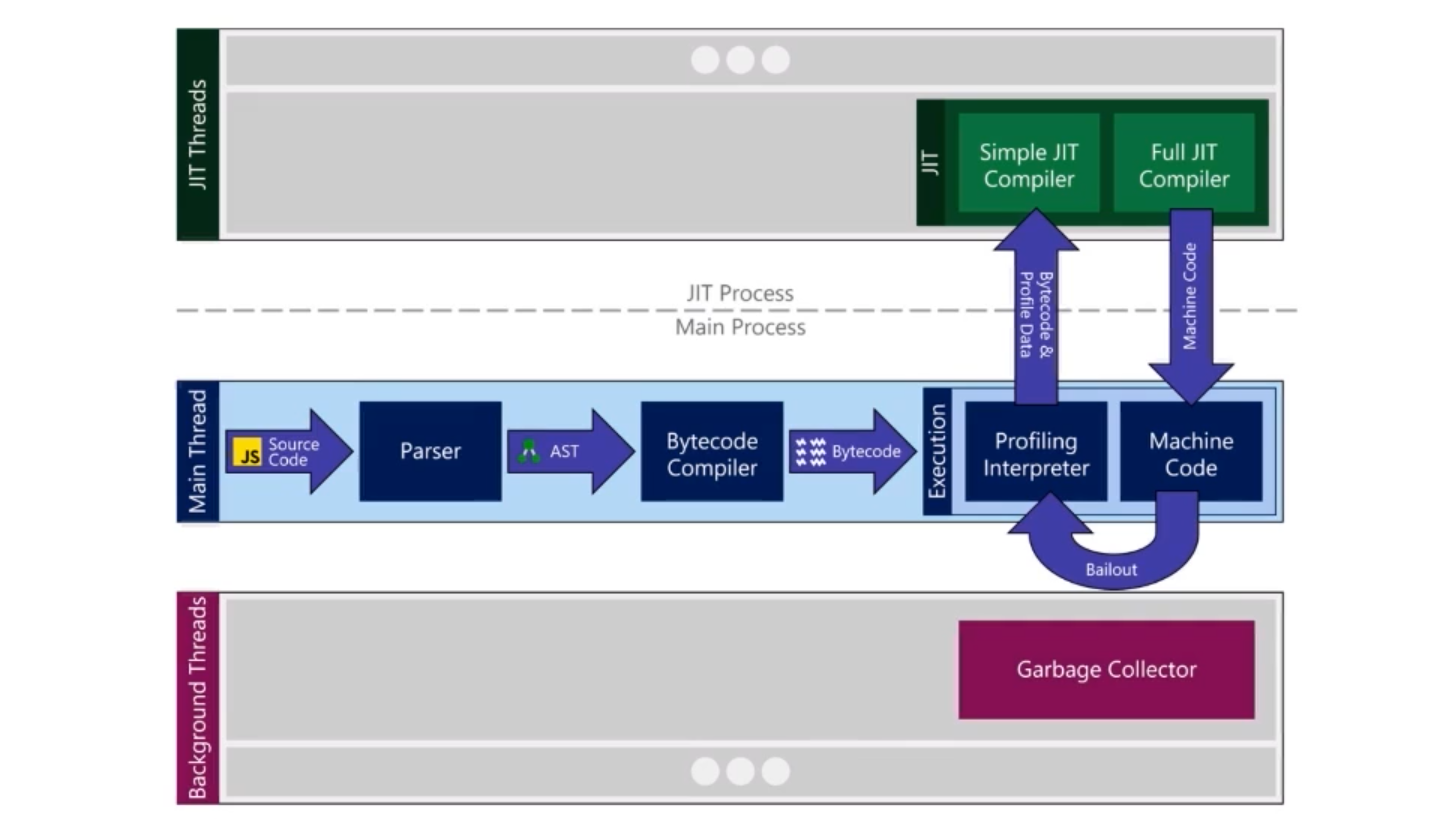 JIT Threads
JIT
Simple JIT
Compiler
Full JIT
Compiler
Bytecode &
Profile Data
Machine Code
JIT Process
Main Process
Main Thread
JS
Source
Code
Parser
AST
Bytecode
Compiler
Bytecode
Execution
Profiling
Interpreter
Machine
Code
Bailout
Background Threads
Garbage Collector